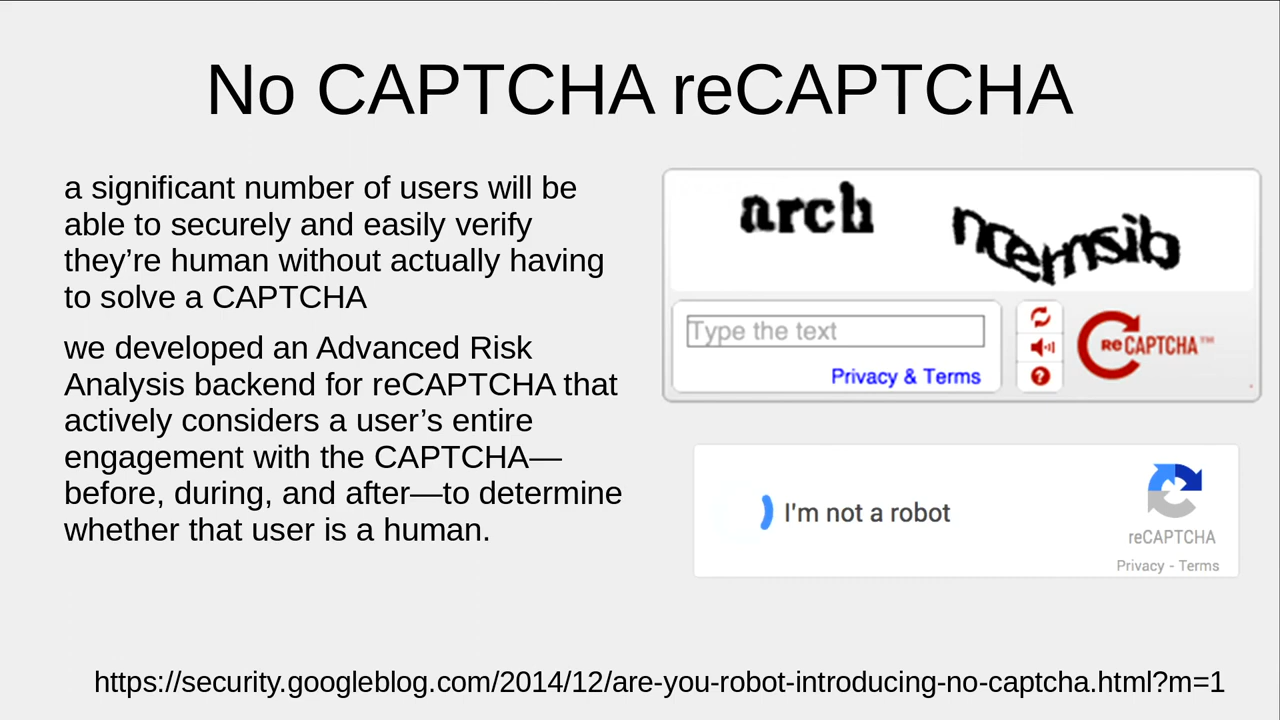 No CAPTCHA reCAPTCHA
a significant number of users will be
able to securely and easily verify
they're human without actually having
to solve a CAPTCHA
we developed an Advanced Risk
Analysis backend for reCAPTCHA that
actively considers a user's entire
engagement with the CAPTCHA—
before, during, and after—to determine
whether that user is a human.
arch ncemsib
Type the text
Privacy & Terms
reCAPTCHA™
I'm not a robot
reCAPTCHA
Privacy - Terms
https://security.googleblog.com/2014/12/are-you-robot-introducing-no-captcha.html?m=1